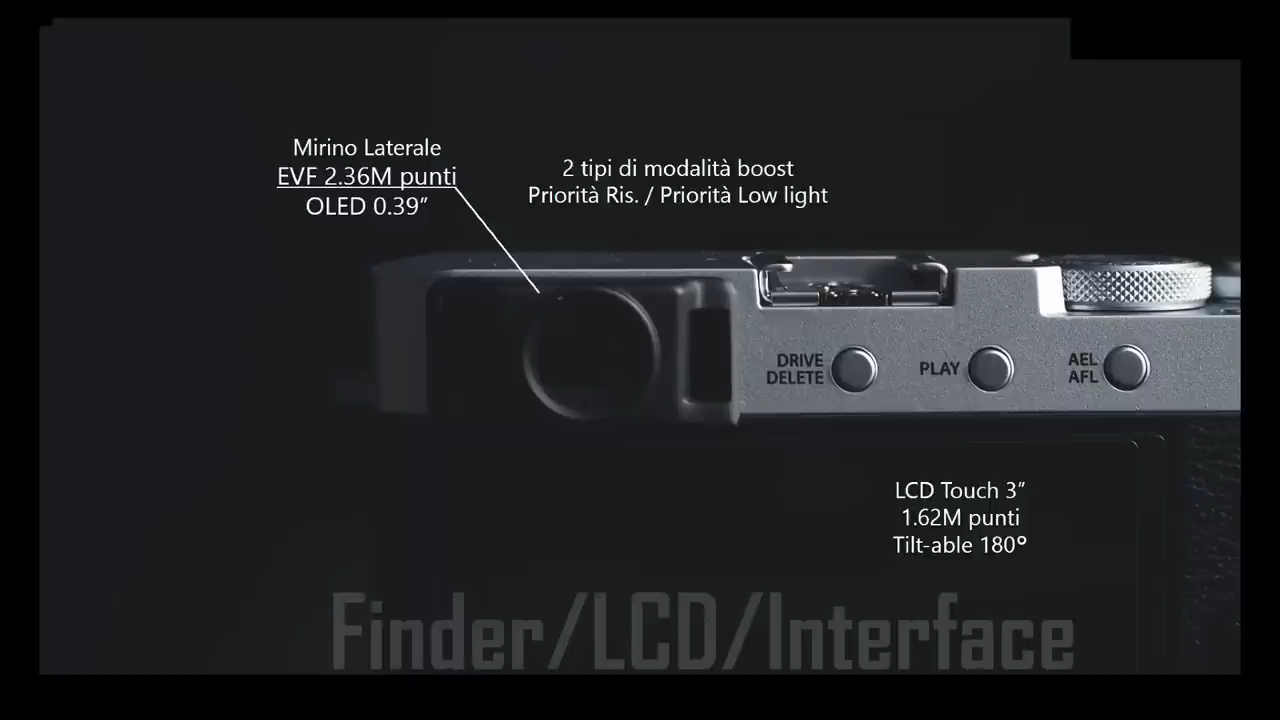 Mirino Laterale
EVF 2.36M punti
OLED 0.39”
2 tipi di modalità boost
Priorità Ris. / Priorità Low light
DRIVE
DELETE
PLAY
AEL
AFL
LCD Touch 3”
1.62M punti
Tilt-able 180°
Finder/LCD/Interface